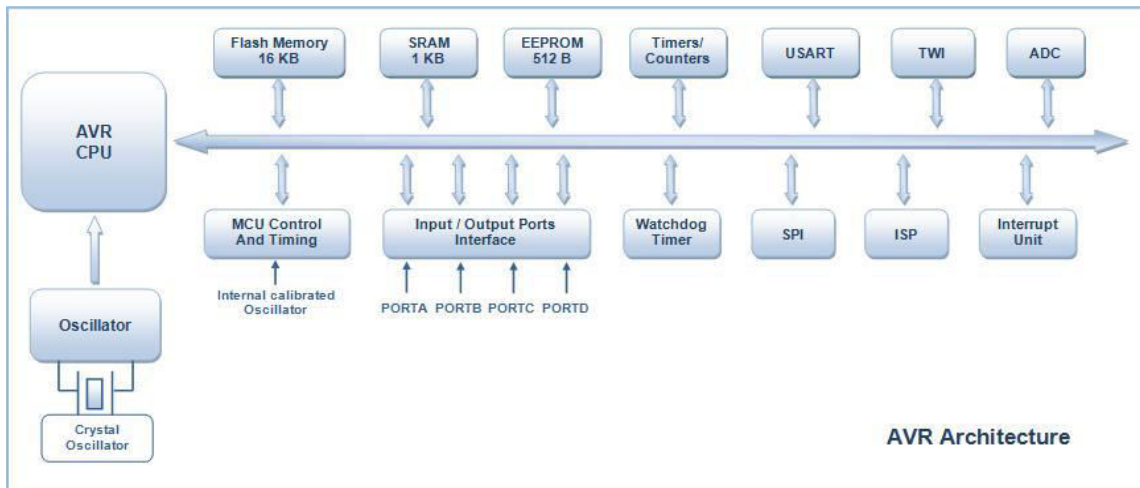 Flash Memory
16 KB
SRAM
1 KB
EEPROM
512 B
Timers/
Counters
USART
TWI
ADC
AVR
CPU
MCU Control
And Timing
Input / Output Ports
Interface
Watchdog
Timer
SPI
ISP
Interrupt
Unit
Internal calibrated
Oscillator
PORTA
PORTB
PORTC
PORTD
Oscillator
Crystal
Oscillator
AVR Architecture